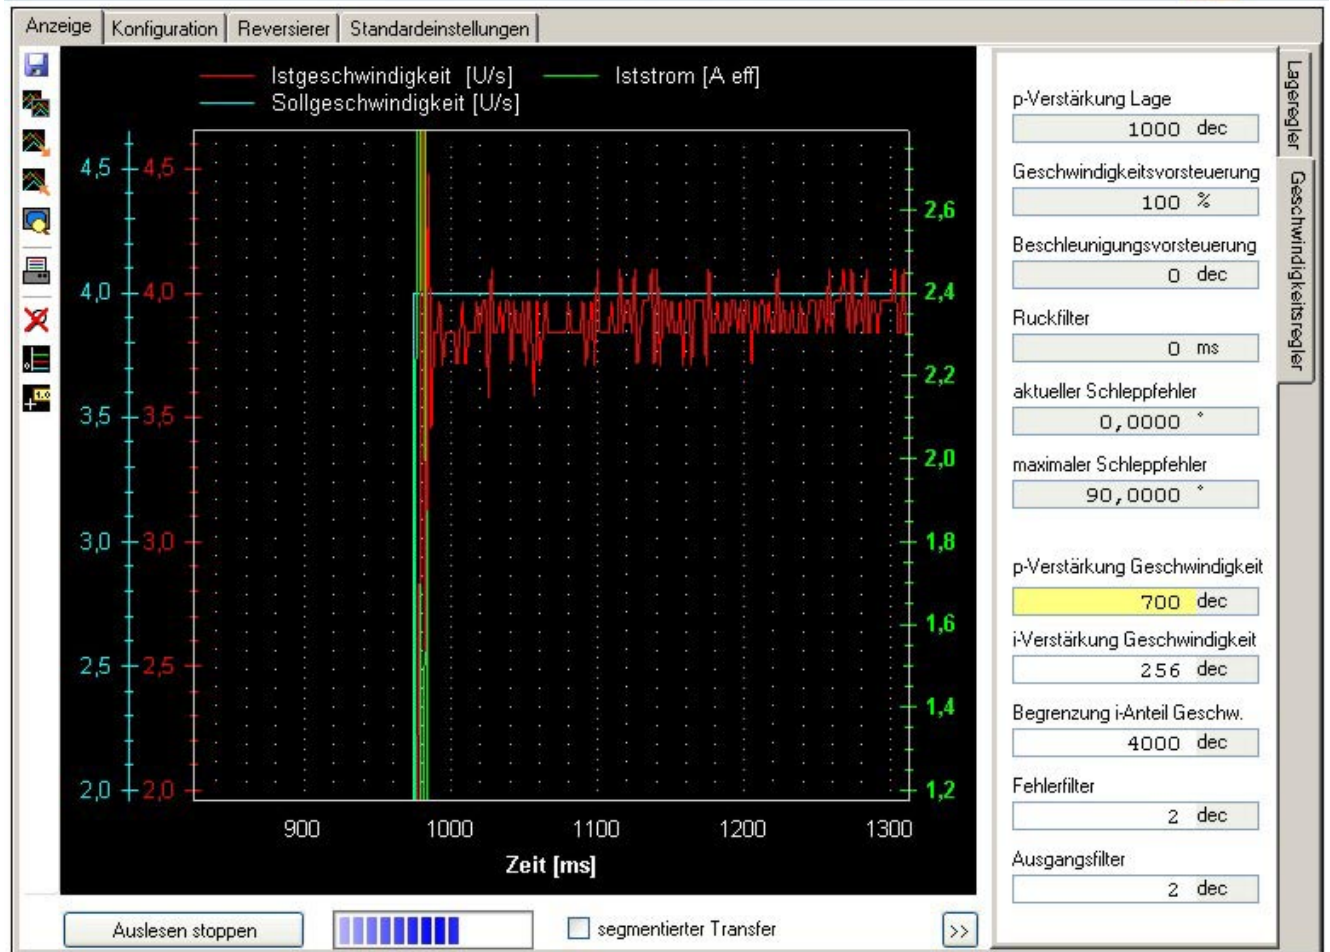 Anzeige Konfiguration Reversierer Standardeinstellungen
Istgeschwindigkeit [U/s] Iststrom [A eff]
Sollgeschwindigkeit [U/s]
4,5 4,5
4,0 4,0
3,5 3,5
3,0 3,0
2,5 2,5
2,0 2,0
2,6
2,4
2,2
2,0
1,8
1,6
1,4
1,2
900 1000 1100 1200 1300
Zeit [ms]
p-Verstärkung Lage
1000 dec
Geschwindigkeitsvorsteuerung
100 %
Beschleunigungsvorsteuerung
0 dec
Ruckfilter
0 ms
aktueller Schleppfehler
0,0000 °
maximaler Schleppfehler
90,0000 °
p-Verstärkung Geschwindigkeit
700 dec
i-Verstärkung Geschwindigkeit
256 dec
Begrenzung i-Anteil Geschw.
4000 dec
Fehlerfilter
2 dec
Ausgangsfilter
2 dec
Lageregler
Geschwindigkeitsregler
Auslesen stoppen segmentierter Transfer >>